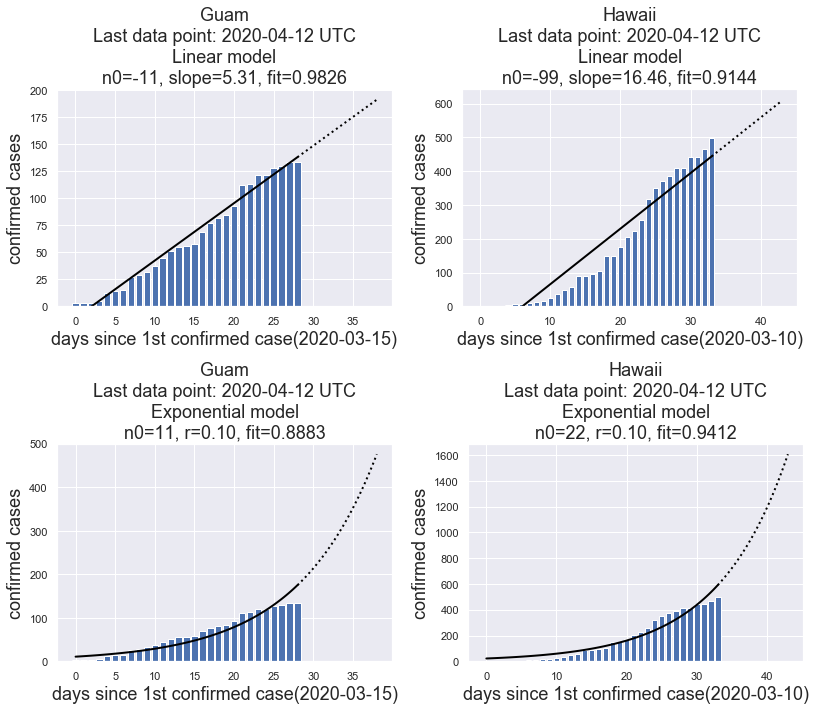 Guam
Last data point: 2020-04-12 UTC
Linear model
n0=-11, slope=5.31, fit=0.9826
200
175
150
125
100
75
50
25
0
confirmed cases
0 5 10 15 20 25 30 35
days since 1st confirmed case(2020-03-15)
Hawaii
Last data point: 2020-04-12 UTC
Linear model
n0=-99, slope=16.46, fit=0.9144
600
500
400
300
200
100
0
confirmed cases
0 20 40
days since 1st confirmed case(2020-03-10)
Guam
Last data point: 2020-04-12 UTC
Exponential model
n0=11, r=0.10, fit=0.8883
500
400
300
200
100
0
confirmed cases
0 5 10 15 20 25 30 35
days since 1st confirmed case(2020-03-15)
Hawaii
Last data point: 2020-04-12 UTC
Exponential model
n0=22, r=0.10, fit=0.9412
1600
1400
1200
1000
800
600
400
200
0
confirmed cases
0 20 40
days since 1st confirmed case(2020-03-10)